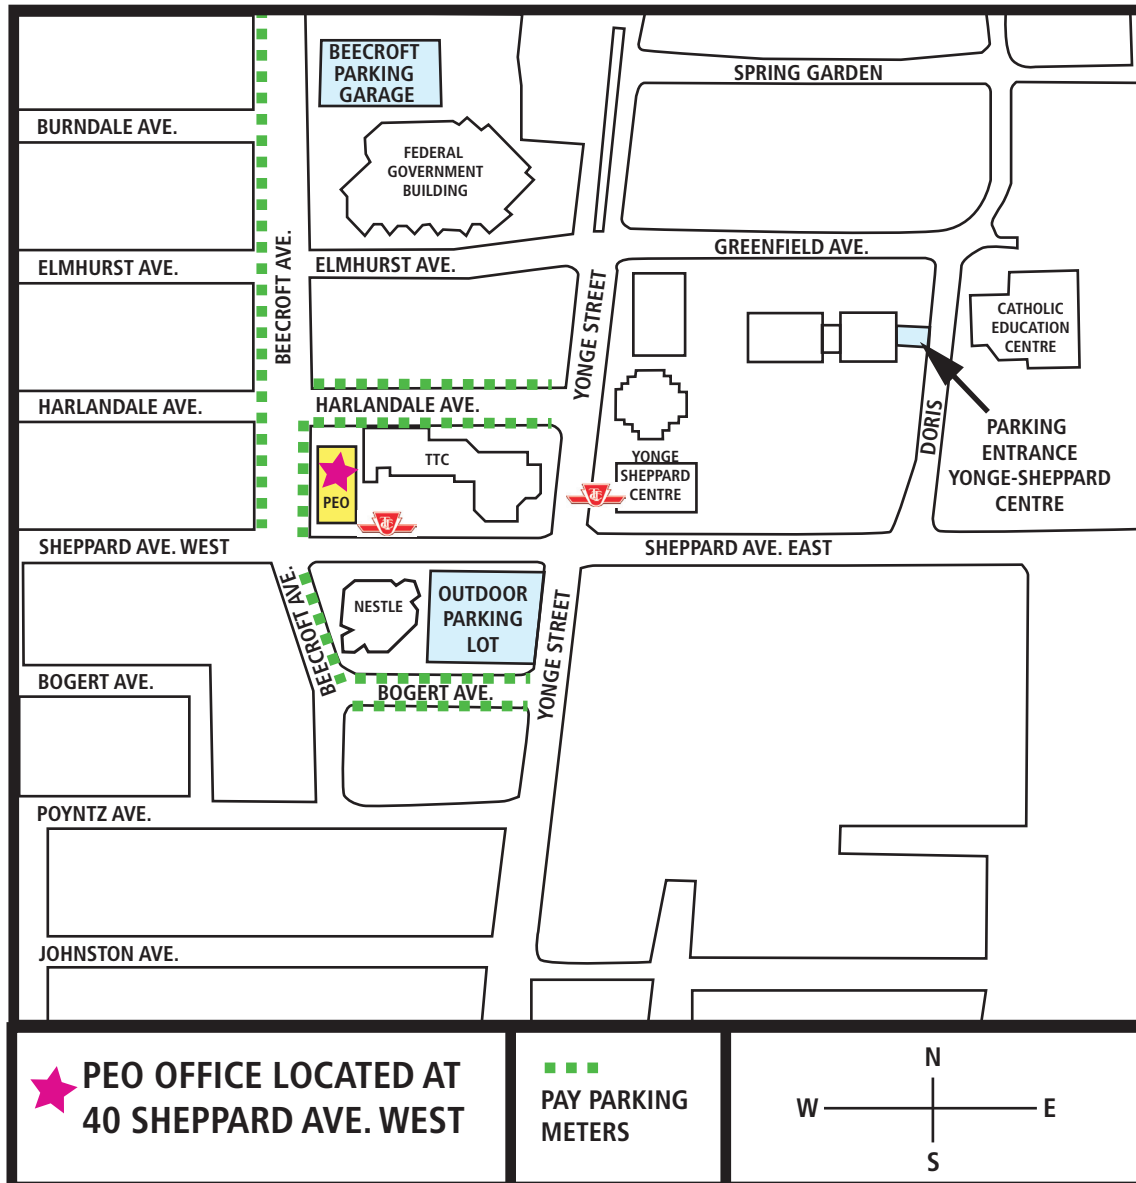 BEECROFT
PARKING
GARAGE
SPRING GARDEN
BURNDALE AVE.
FEDERAL
GOVERNMENT
BUILDING
BEECROFT AVE.
ELMHURST AVE.
ELMHURST AVE.
GREENFIELD AVE.
YONGE STREET
CATHOLIC
EDUCATION
CENTRE
HARLANDALE AVE.
HARLANDALE AVE.
DORIS
PARKING
ENTRANCE
YONGE-SHEPPARD
CENTRE
TTC
YONGE
SHEPPARD
CENTRE
PEO
SHEPPARD AVE. WEST
SHEPPARD AVE. EAST
BEECROFT AVE.
NESTLE
OUTDOOR
PARKING
LOT
YONGE STREET
BOGERT AVE.
BOGERT AVE.
POYNTZ AVE.
JOHNSTON AVE.
PEO OFFICE LOCATED AT
40 SHEPPARD AVE. WEST
PAY PARKING
METERS
N
W
E
S